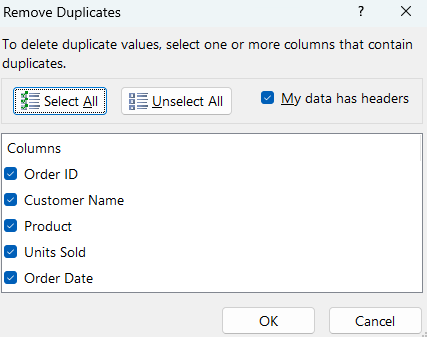 Remove Duplicates ? ×
To delete duplicate values, select one or more columns that contain
duplicates.
Select All Unselect All My data has headers
Columns
Order ID
Customer Name
Product
Units Sold
Order Date
OK Cancel